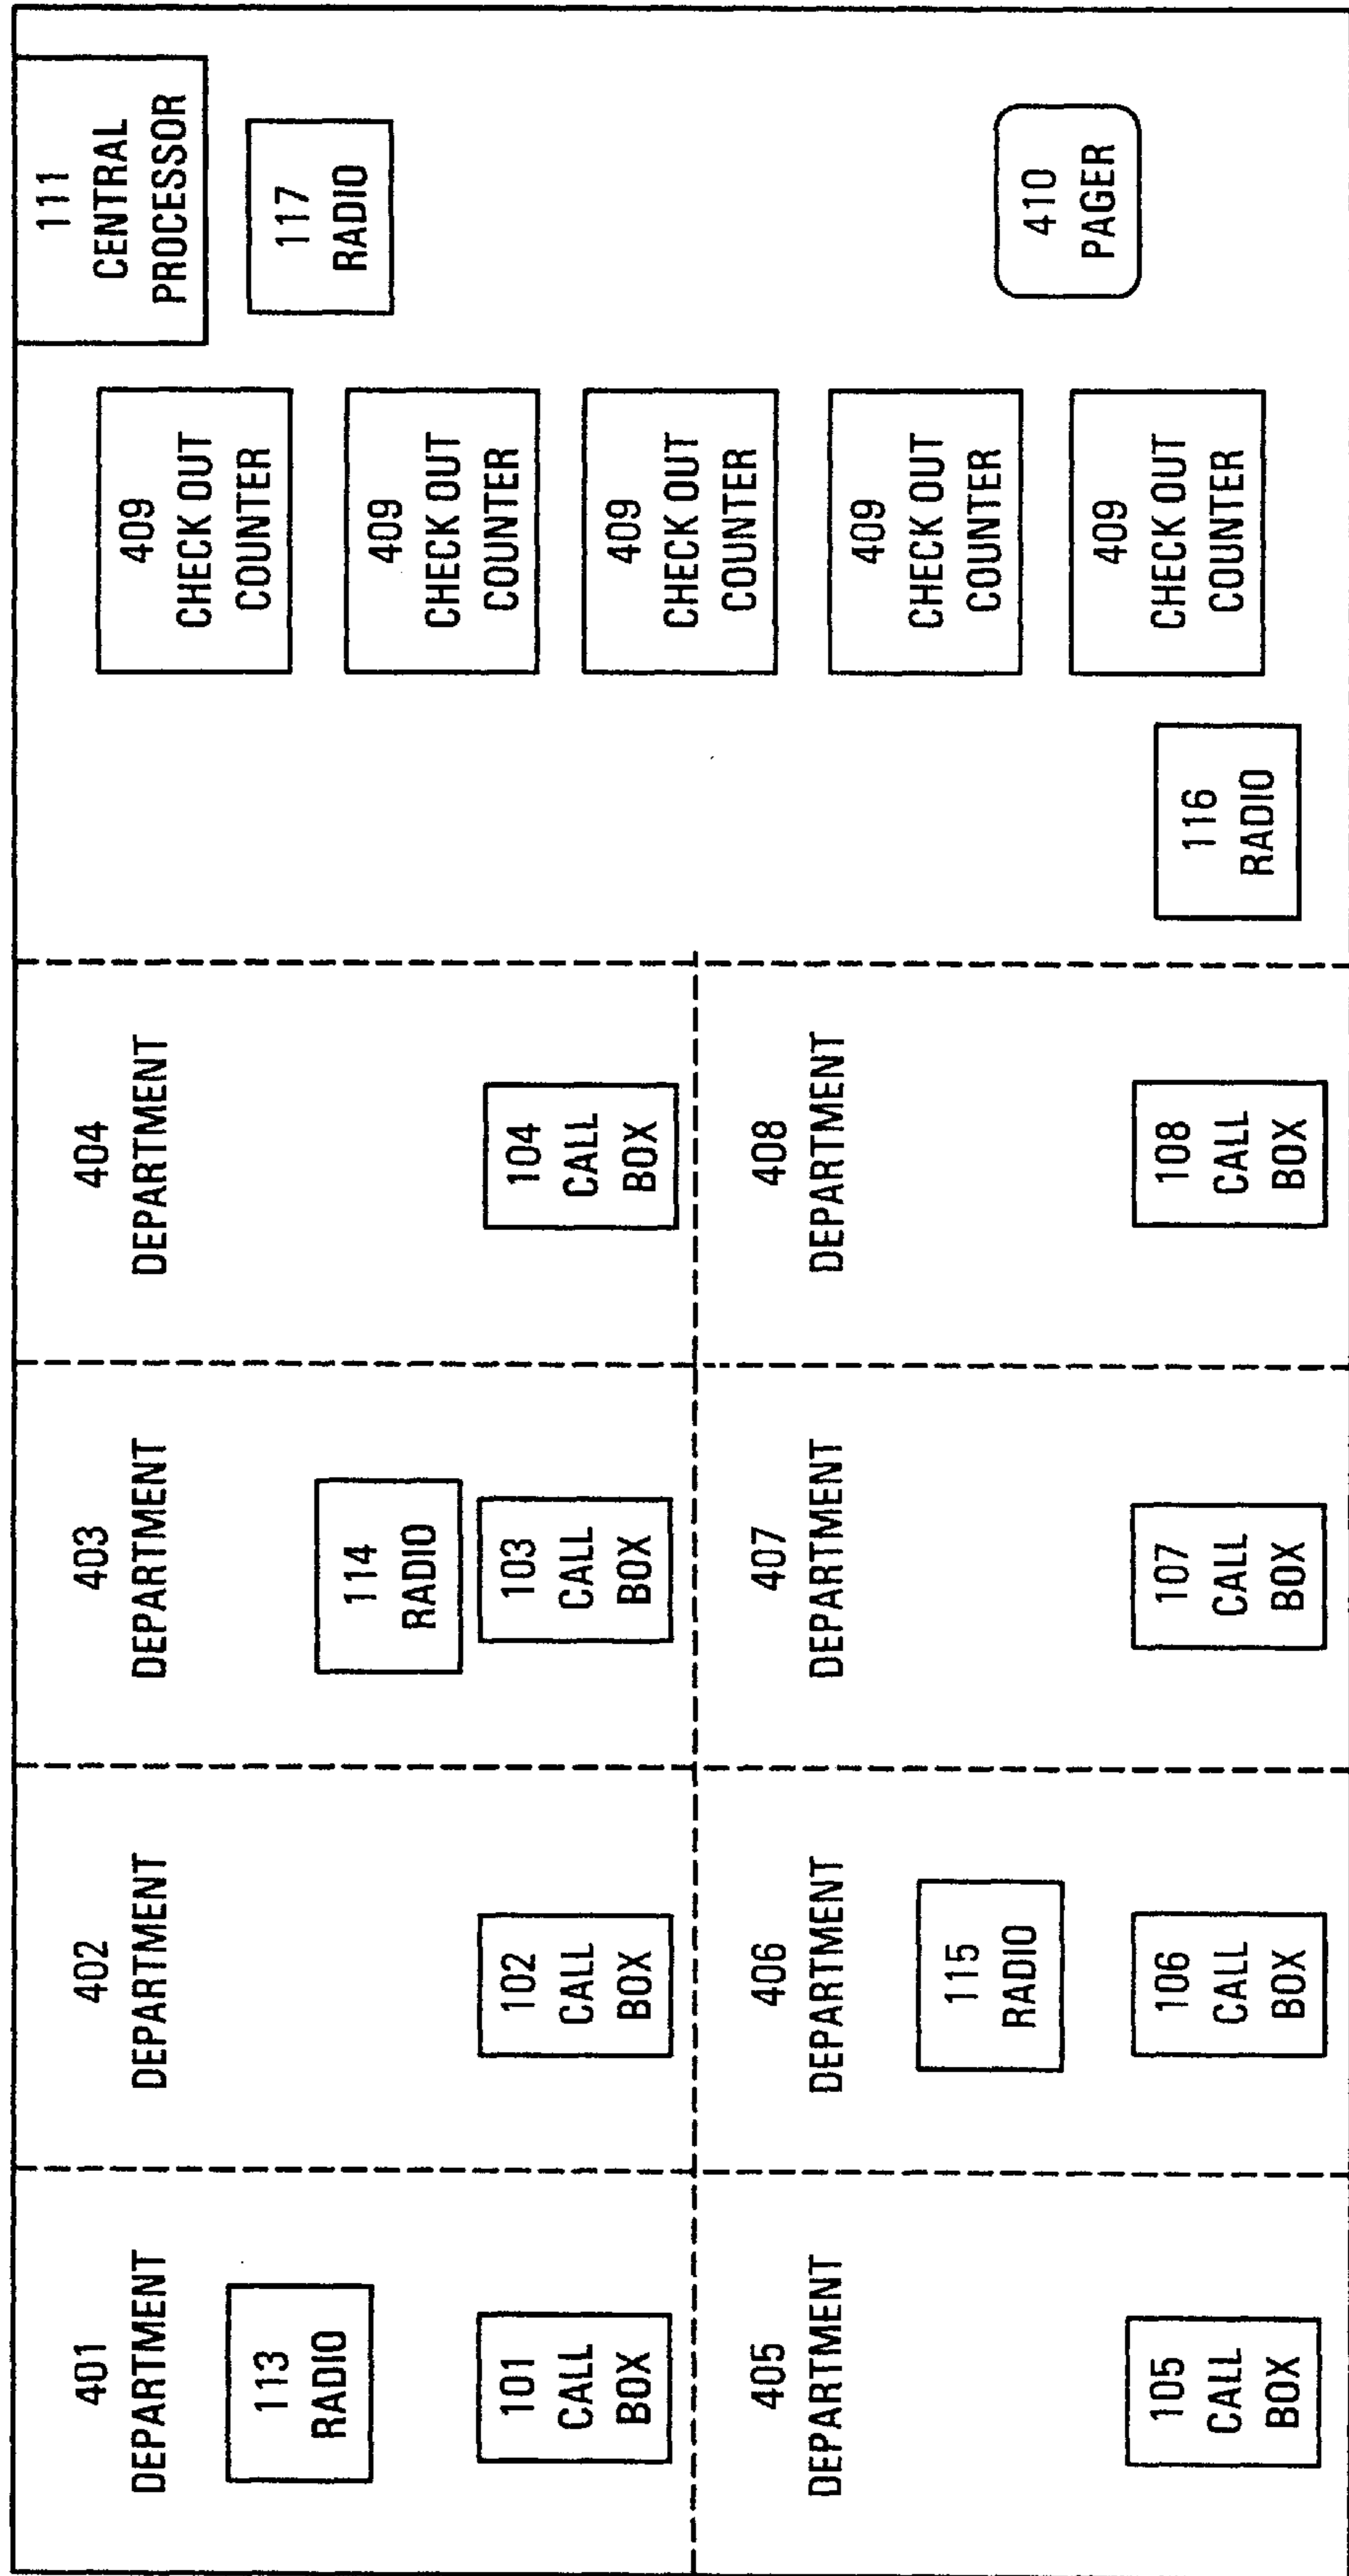 401
DEPARTMENT
113
RADIO
101
CALL
BOX
402
DEPARTMENT
102
CALL
BOX
403
DEPARTMENT
114
RADIO
103
CALL
BOX
404
DEPARTMENT
104
CALL
BOX
405
DEPARTMENT
105
CALL
BOX
406
DEPARTMENT
115
RADIO
106
CALL
BOX
407
DEPARTMENT
107
CALL
BOX
408
DEPARTMENT
108
CALL
BOX
116
RADIO
409
CHECK OUT
COUNTER
409
CHECK OUT
COUNTER
409
CHECK OUT
COUNTER
409
CHECK OUT
COUNTER
409
CHECK OUT
COUNTER
111
CENTRAL
PROCESSOR
117
RADIO
410
PAGER